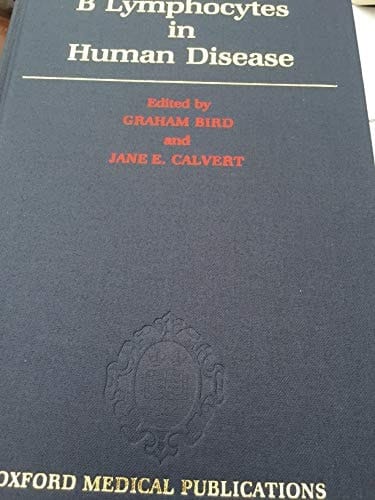 B Lymphocytes
in
Human Disease
Edited by
GRAHAM BIRD
and
JANE E. CALVERT
OXFORD MEDICAL PUBLICATIONS